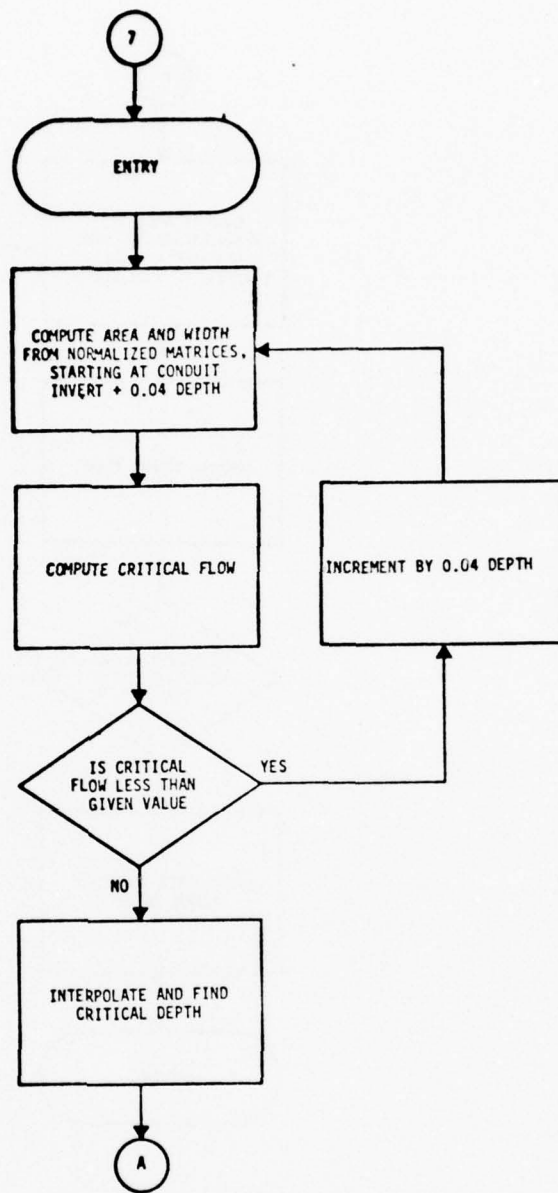 7
ENTRY
COMPUTE AREA AND WIDTH
FROM NORMALIZED MATRICES,
STARTING AT CONDUIT
INVERT + 0.04 DEPTH
COMPUTE CRITICAL FLOW
INCREMENT BY 0.04 DEPTH
IS CRITICAL
FLOW LESS THAN
GIVEN VALUE
YES
NO
INTERPOLATE AND FIND
CRITICAL DEPTH
A